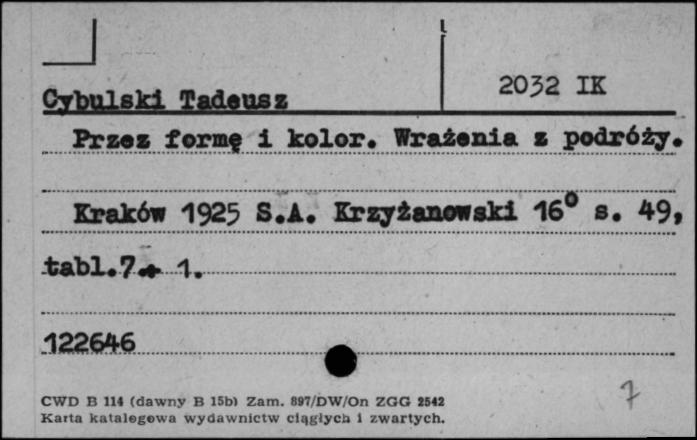 2032 IK
Cybulski Tadeusz
Przez formę i kolor. Wrażenia z podróży.
Kraków 1925 S.A. Krzyżanowski 16° s. 49,
tabl.7 + 1.
122646
7
CWD B 114 (dawny B 15b) Zam. 897/DW/On ZGG 2542
Karta katalogowa wydawnictw ciągłych i zwartych.